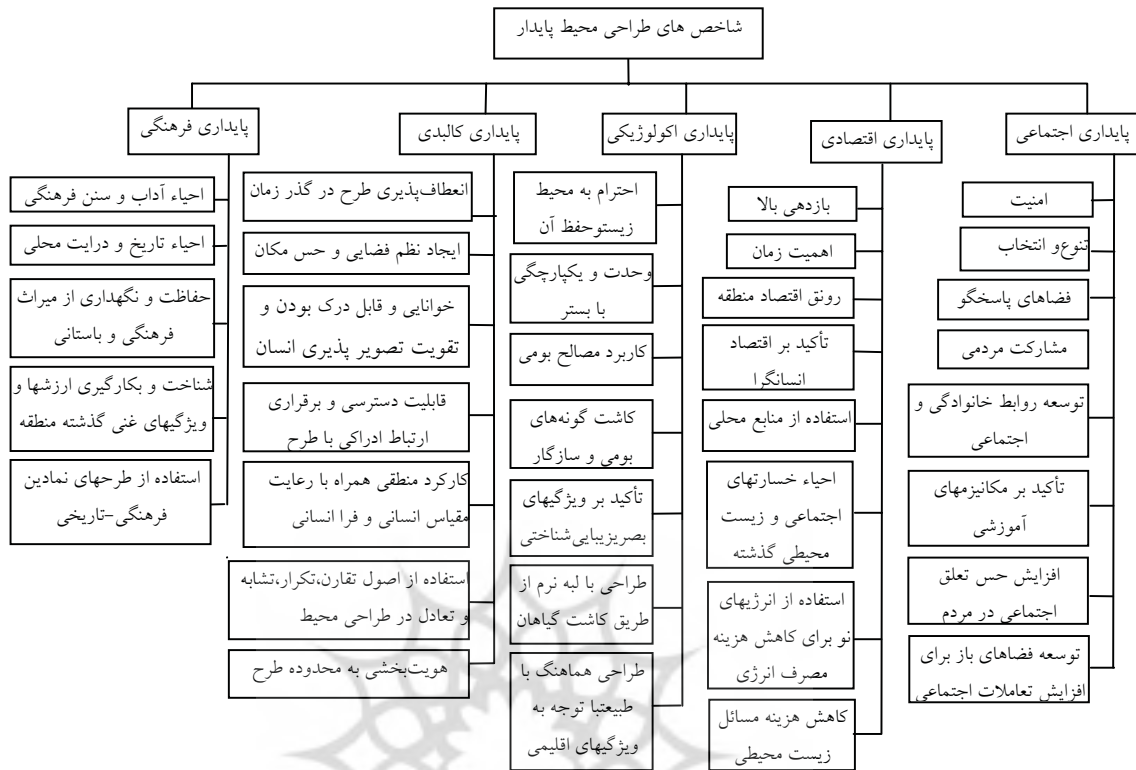 شاخص های طراحی محیط پایدار
پایداری اجتماعی
امنیت
تنوع‌و انتخاب
فضاهای پاسخگو
مشارکت مردمی
توسعه روابط خانوادگی و
اجتماعی
تأکید بر مکانیزمهای
آموزشی
افزایش حس تعلق
اجتماعی در مردم
توسعه فضاهای باز برای
افزایش تعاملات اجتماعی
پایداری اقتصادی
بازدهی بالا
اهمیت زمان
رونق اقتصاد منطقه
تأکید بر اقتصاد
انسانگرا
استفاده از منابع محلی
احیاء خسارتهای
اجتماعی و زیست
محیطی گذشته
استفاده از انرژیهای
نو برای کاهش هزینه
مصرف انرژی
کاهش هزینه مسائل
زیست محیطی
پایداری اکولوژیکی
احترام به محیط
زیستوحفظ آن
وحدت و یکپارچگی
با بستر
کاربرد مصالح بومی
کاشت گونه‌های
بومی و سازگار
تأکید بر ویژگیهای
بصریزیبایی‌شناختی
طراحی با لبه نرم از
طریق کاشت گیاهان
طراحی هماهنگ با
طبیعتبا توجه به
ویژگیهای اقلیمی
پایداری کالبدی
انعطاف‌پذیری طرح در گذر زمان
ایجاد نظم فضایی و حس مکان
خوانایی و قابل درک بودن و
تقویت تصویر پذیری انسان
قابلیت دسترسی و برقراری
ارتباط ادراکی با طرح
کارکرد منطقی همراه با رعایت
مقیاس انسانی و فرا انسانی
استفاده از اصول تقارن،تکرار،تشابه
و تعادل در طراحی محیط
هویت‌بخشی به محدوده طرح
پایداری فرهنگی
احیاء آداب و سنن فرهنگی
احیاء تاریخ و درایت محلی
حفاظت و نگهداری از میراث
فرهنگی و باستانی
شناخت و بکارگیری ارزشها و
ویژگیهای غنی گذشته منطقه
استفاده از طرحهای نمادین
فرهنگی-تاریخی